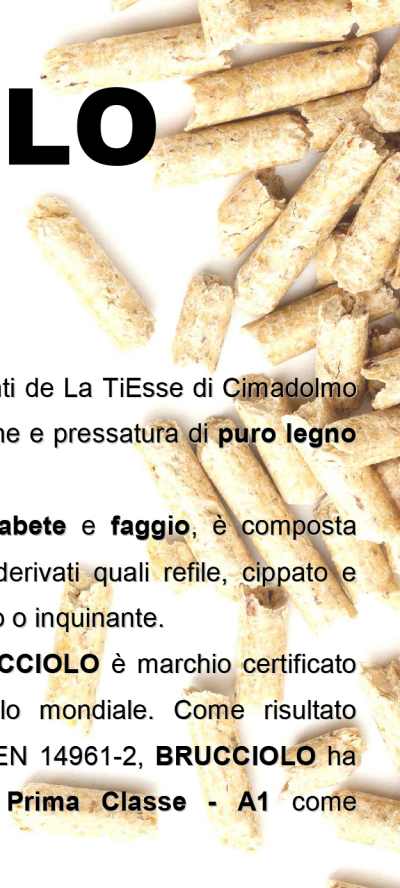 LO
ti de La TiEsse di Cimadolmo
ne e pressatura di puro legno
abete e faggio, è composta
derivati quali refile, cippato e
o o inquinante.
CCIOLO è marchio certificato
lo mondiale. Come risultato
EN 14961-2, BRUCCIOLO ha
Prima Classe - A1 come